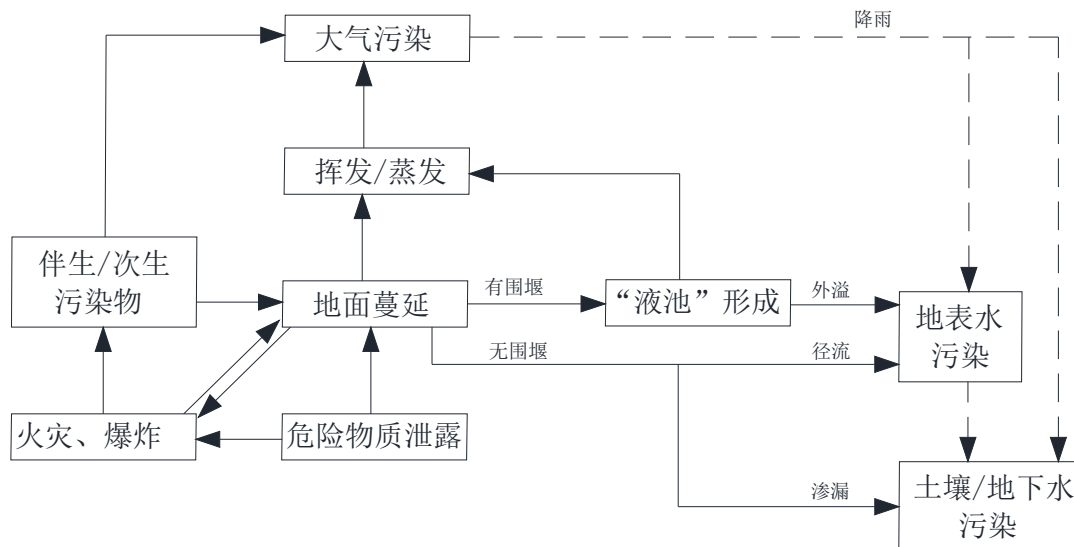 降雨
大气污染
挥发/蒸发
伴生/次生
污染物
地面蔓延
有围堰
“液池”形成
外溢
地表水
污染
无围堰
径流
火灾、爆炸
危险物质泄露
渗漏
土壤/地下水
污染